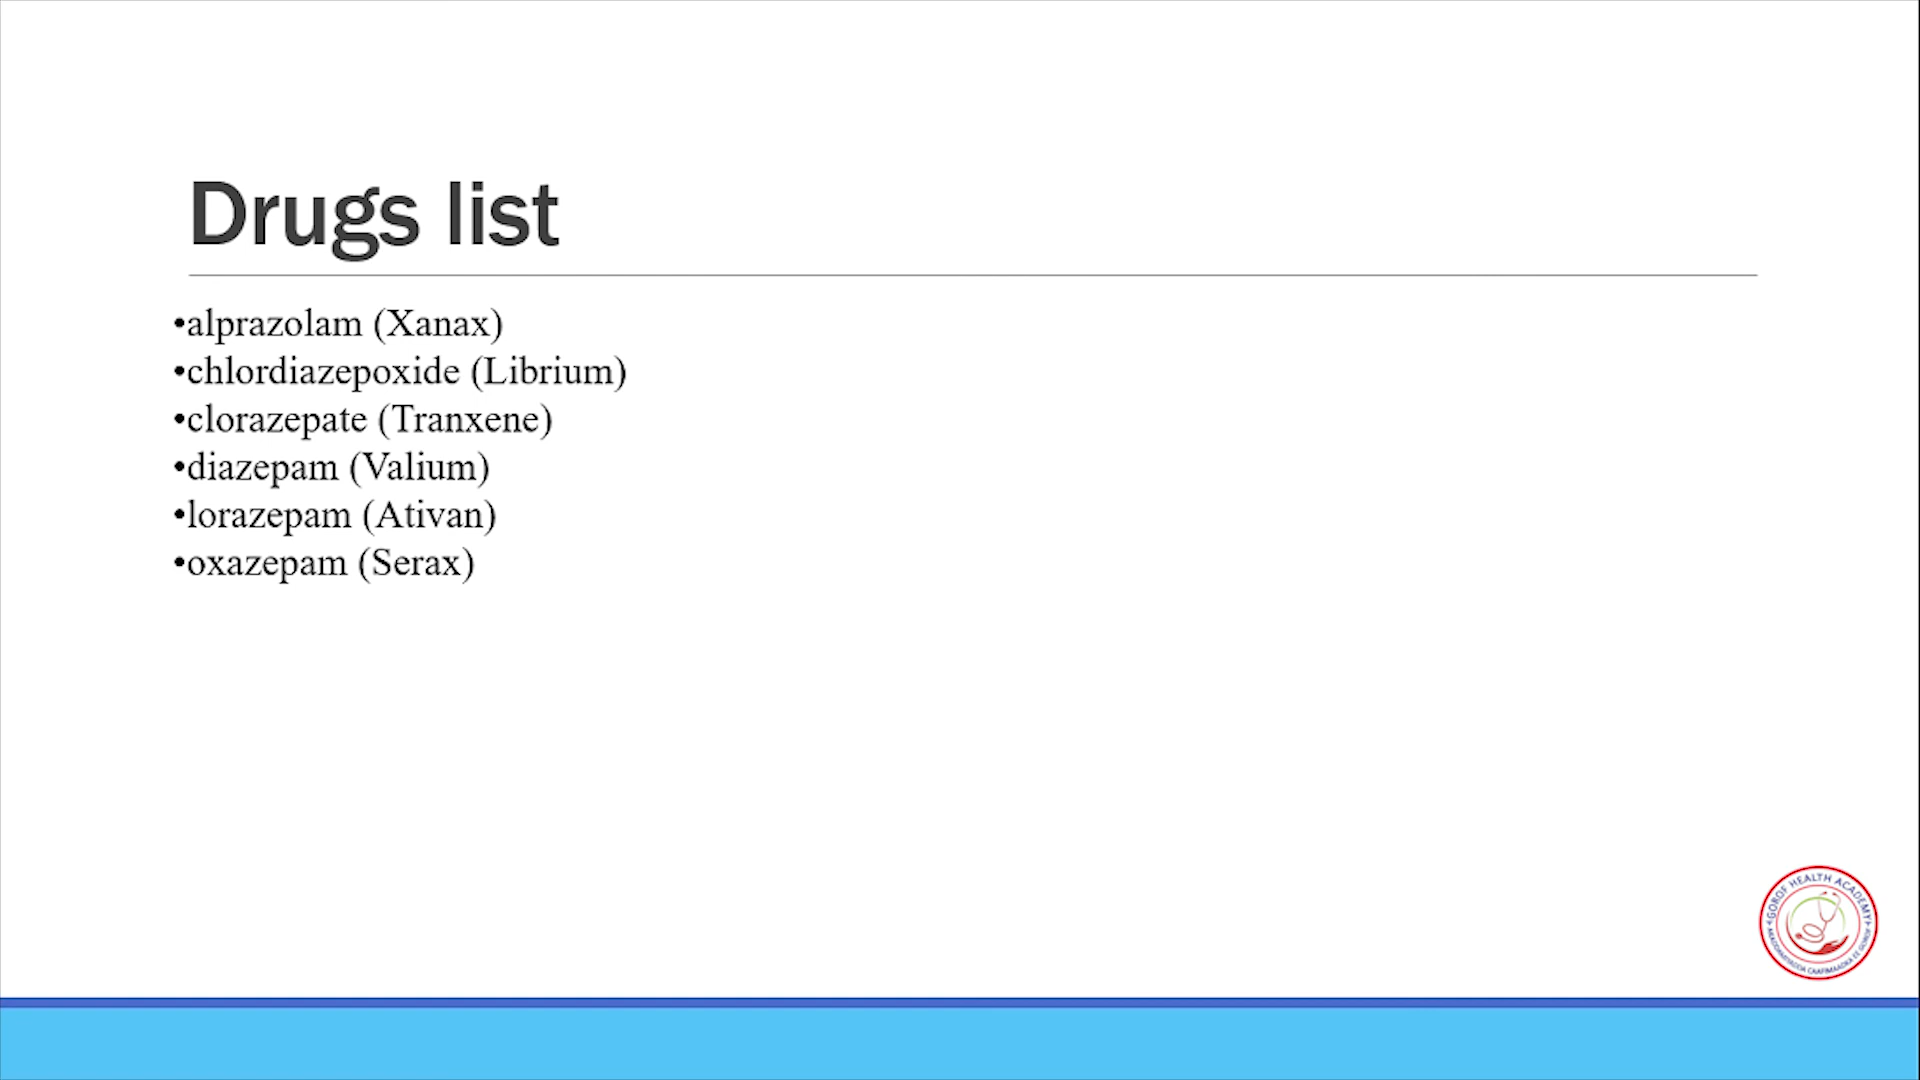 Drugs list
•alprazolam (Xanax)
•chlordiazepoxide (Librium)
•clorazepate (Tranxene)
•diazepam (Valium)
•lorazepam (Ativan)
•oxazepam (Serax)
GOROF HEALTH ACADEMY